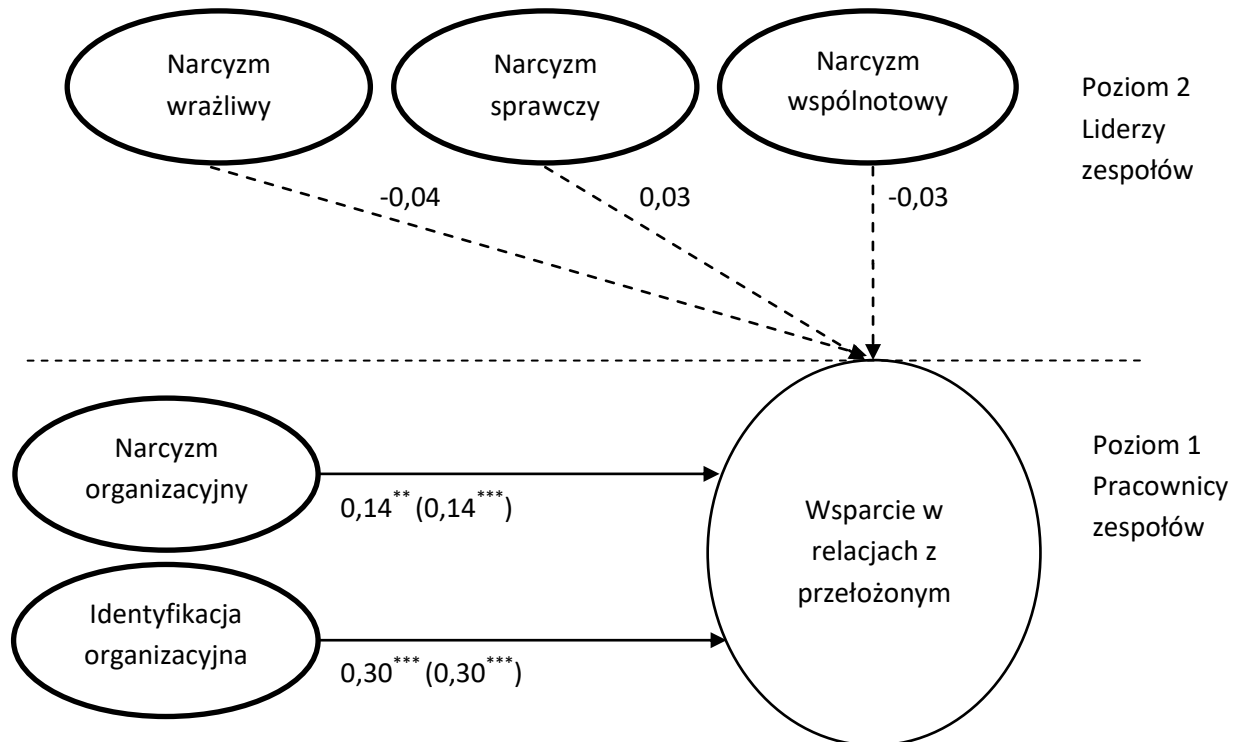 Narcyzm
wrażliwy
Narcyzm
sprawczy
Narcyzm
wspólnotowy
Poziom 2
Liderzy
zespołów
-0,04
0,03
-0,03
Narcyzm
organizacyjny
0,14** (0,14***)
Identyfikacja
organizacyjna
0,30*** (0,30***)
Wsparcie w
relacjach z
przełożonym
Poziom 1
Pracownicy
zespołów